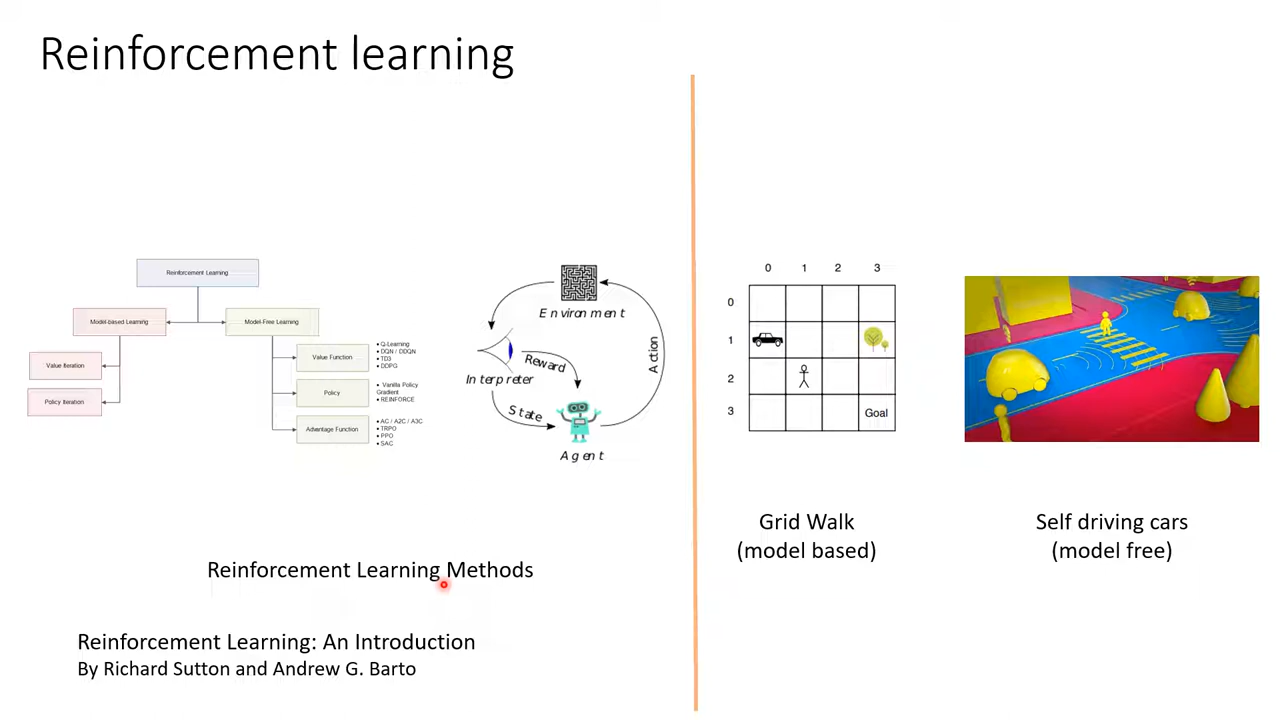 Reinforcement learning
Reinforcement Learning
Model-based Learning
Model-Free Learning
Value Iteration
Policy Iteration
Value Function
• Q-Learning
• DQN / DDQN
• TD3
• DDPG
Policy
• Vanilla Policy
Gradient
• REINFORCE
Advantage Function
• AC / A2C / A3C
• TRPO
• PPO
• SAC
Environment
Reward
Interpreter
State
Action
Agent
Reinforcement Learning Methods
Reinforcement Learning: An Introduction
By Richard Sutton and Andrew G. Barto
0 1 2 3
0
1
2
3
Goal
Grid Walk
(model based)
Self driving cars
(model free)